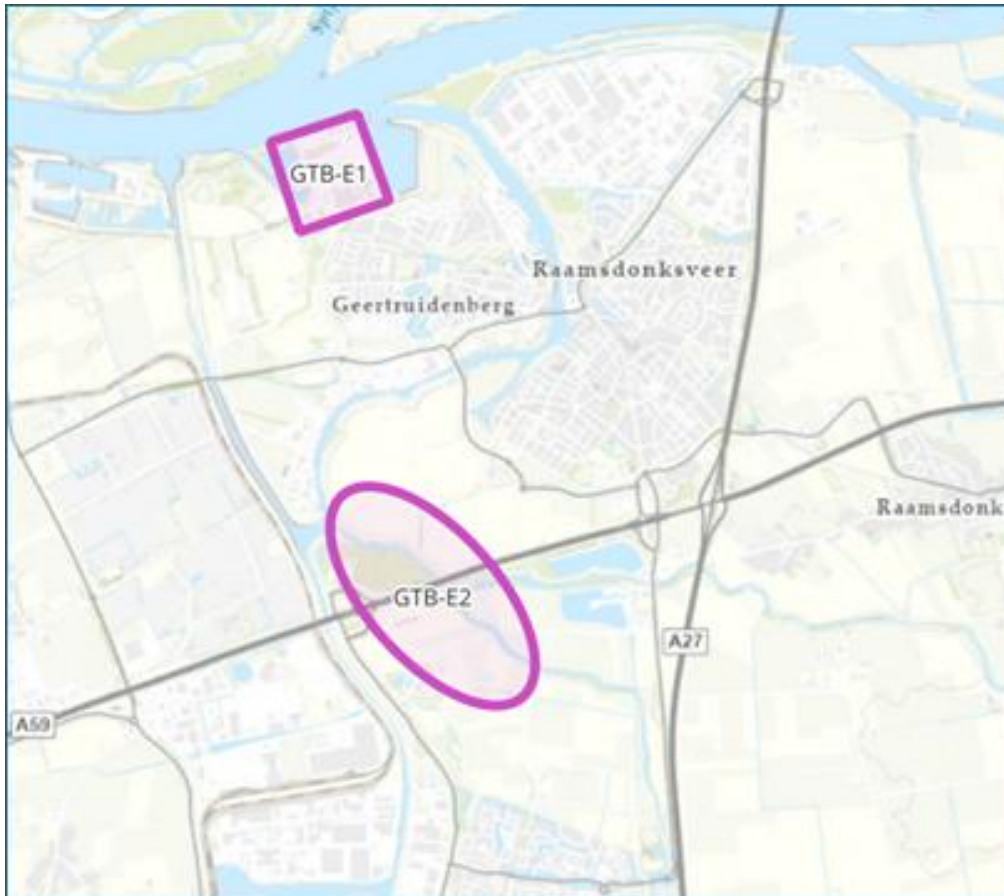 GTB-E1
Raamsdonksveer
Geertruidenberg
Raamsdonk
GTB-E2
A27
A59